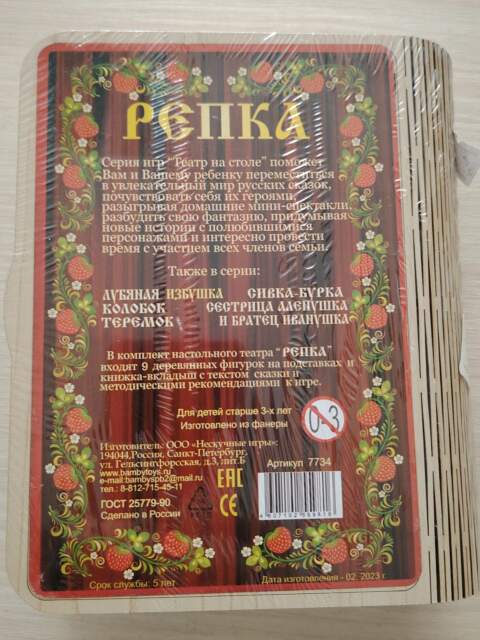 РЕПКА
Серия игр "Театр на столе" поможет
Вам и Вашему ребенку переместиться
в увлекательный мир русских сказок,
почувствовать себя их героями,
разыгрывая домашние мини-спектакли,
разбудить свою фантазию, придумывая
новые истории с полюбившимися
персонажами и интересно провести
время с участием всех членов семьи.
Также в серии:
ЛУБЯНАЯ ИЗБУШКА СИВКА-БУРКА
КОЛОБОК СЕСТРИЦА АЛЕНУШКА
ТЕРЕМОК И БРАТЕЦ ИВАНУШКА
В комплект настольного театра "РЕПКА"
входят 9 деревянных фигурок на подставках и
книжка-вкладыш с текстом сказки и
методическими рекомендациями к игре.
Для детей старше 3-х лет
Изготовлено из фанеры
0-3
Изготовитель: ООО «Нескучные игры»:
194044,Россия, Санкт-Петербург,
ул. Гельсингфорсская, д.3, лит.Б
Артикул 7734
www.bambytoys.ru
e-mail:bambyspb2@mail.ru
тел.: 8-812-715-45-11
ЕАС
CE
ГОСТ 25779-90
Сделано в России
Срок службы: 5 лет
Дата изготовления - 02. 2023 г.